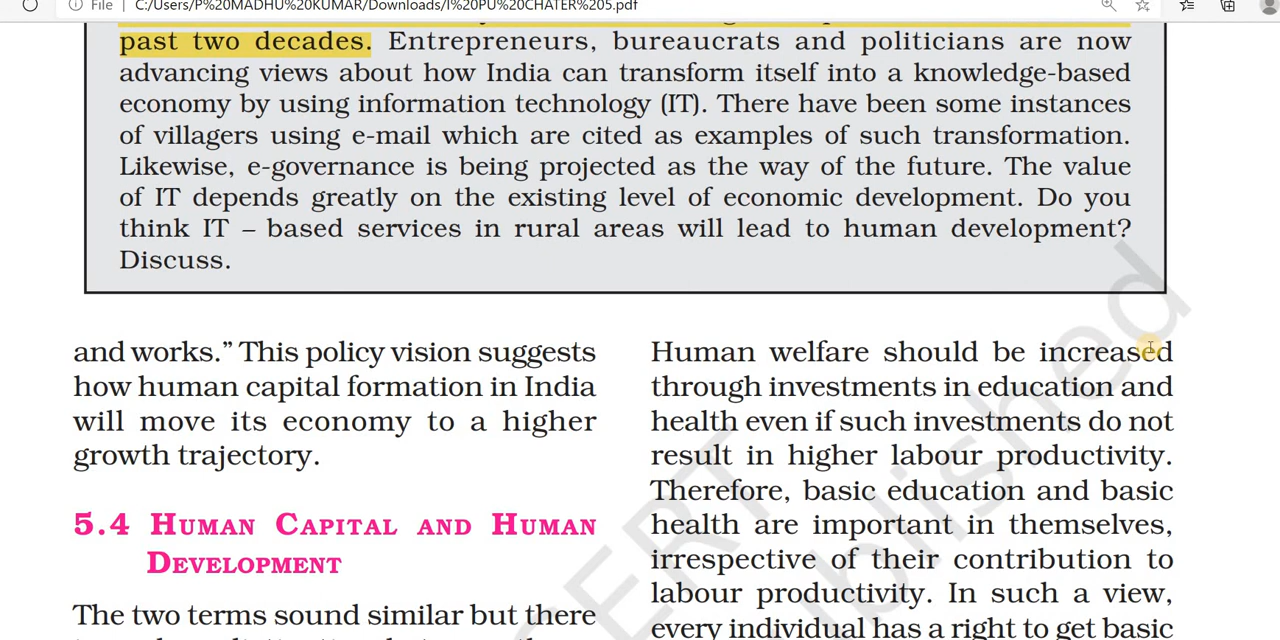 File
C:/Users/P%20MADHU%20KUMAR/Downloads/I%20PU%20CHATER%205.pdf
past two decades. Entrepreneurs, bureaucrats and politicians are now
advancing views about how India can transform itself into a knowledge-based
economy by using information technology (IT). There have been some instances
of villagers using e-mail which are cited as examples of such transformation.
Likewise, e-governance is being projected as the way of the future. The value
of IT depends greatly on the existing level of economic development. Do you
think IT – based services in rural areas will lead to human development?
Discuss.
and works.” This policy vision suggests
how human capital formation in India
will move its economy to a higher
growth trajectory.
5.4 HUMAN CAPITAL AND HUMAN
DEVELOPMENT
The two terms sound similar but there
Human welfare should be increased
through investments in education and
health even if such investments do not
result in higher labour productivity.
Therefore, basic education and basic
health are important in themselves,
irrespective of their contribution to
labour productivity. In such a view,
every individual has a right to get basic